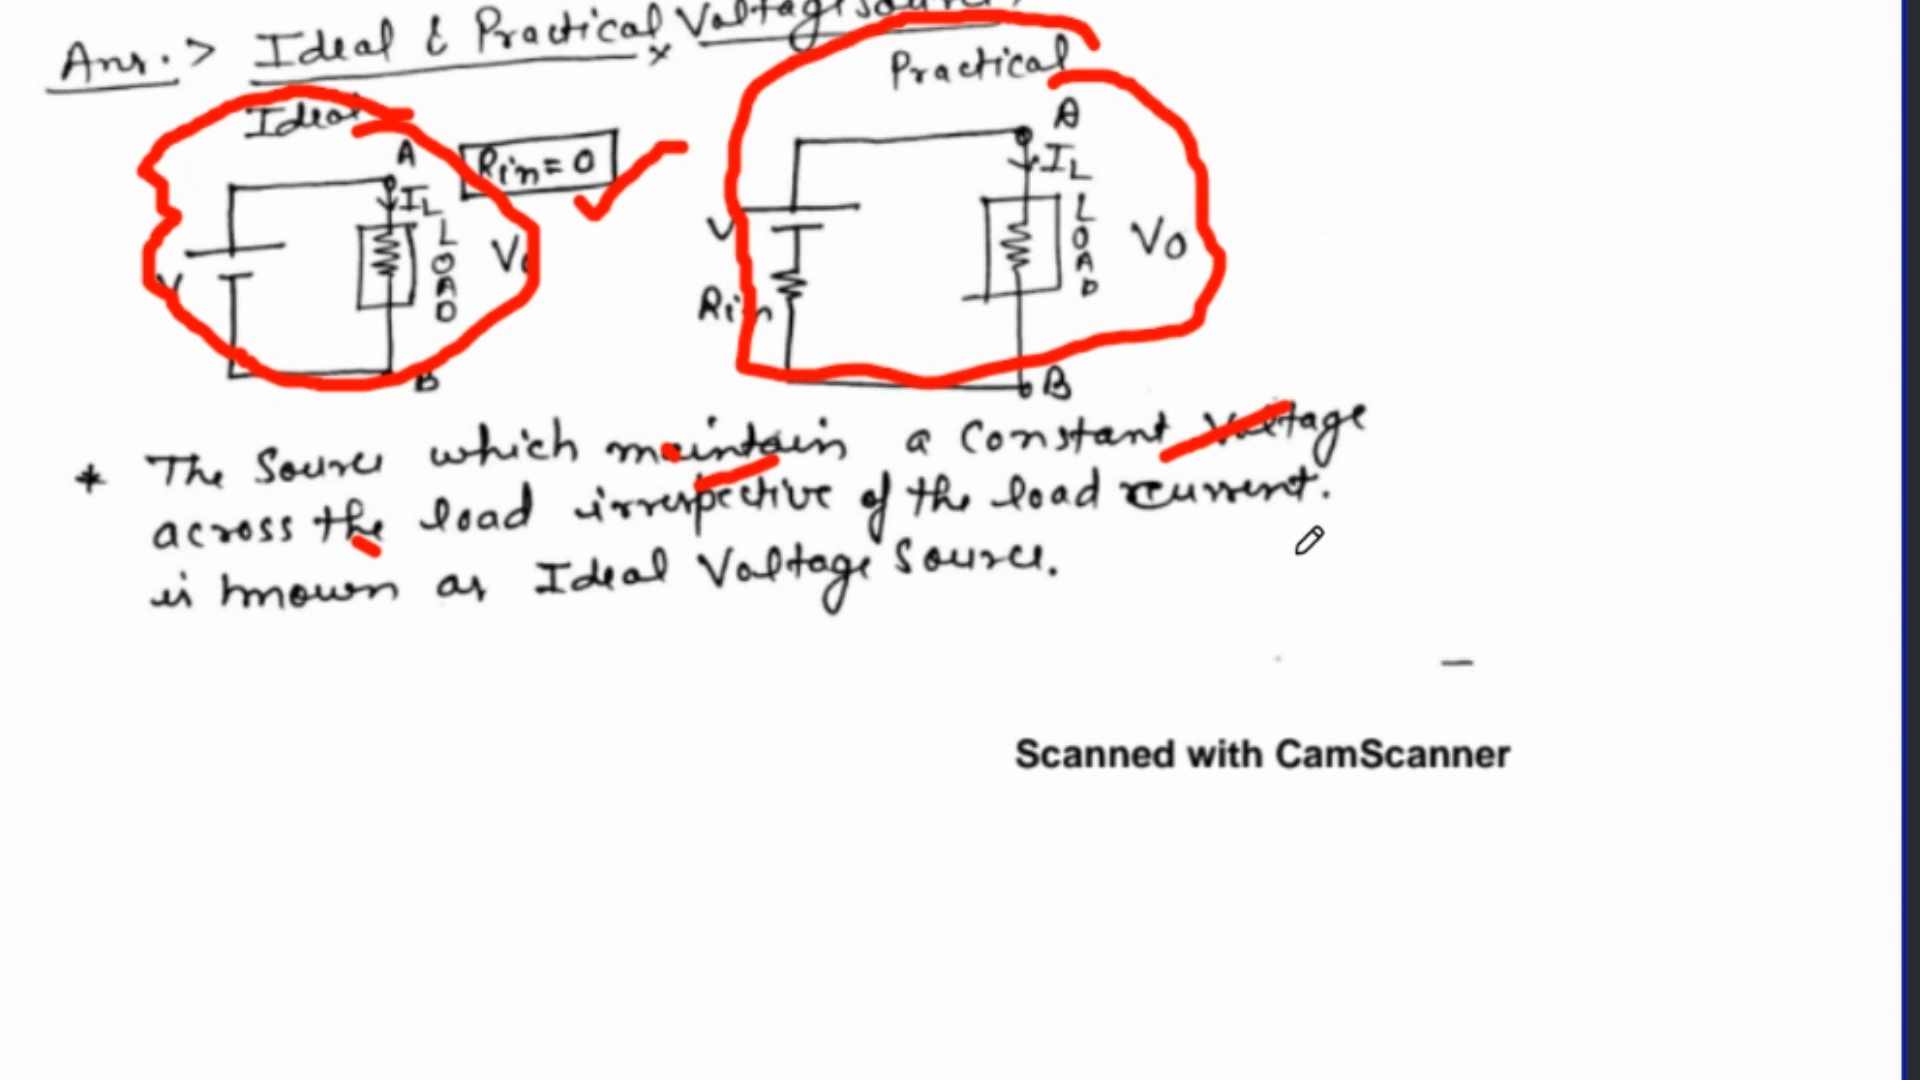 Ans. > Ideal & Practical Voltage source
Ideal
A
Rin = 0
IL
LOAD
V
B
Practical
A
IL
V
Rin
LOAD
Vo
B
* The Source which maintain a Constant Voltage
across the load irrespective of the load current.
is known as Ideal Voltage Source.
Scanned with CamScanner